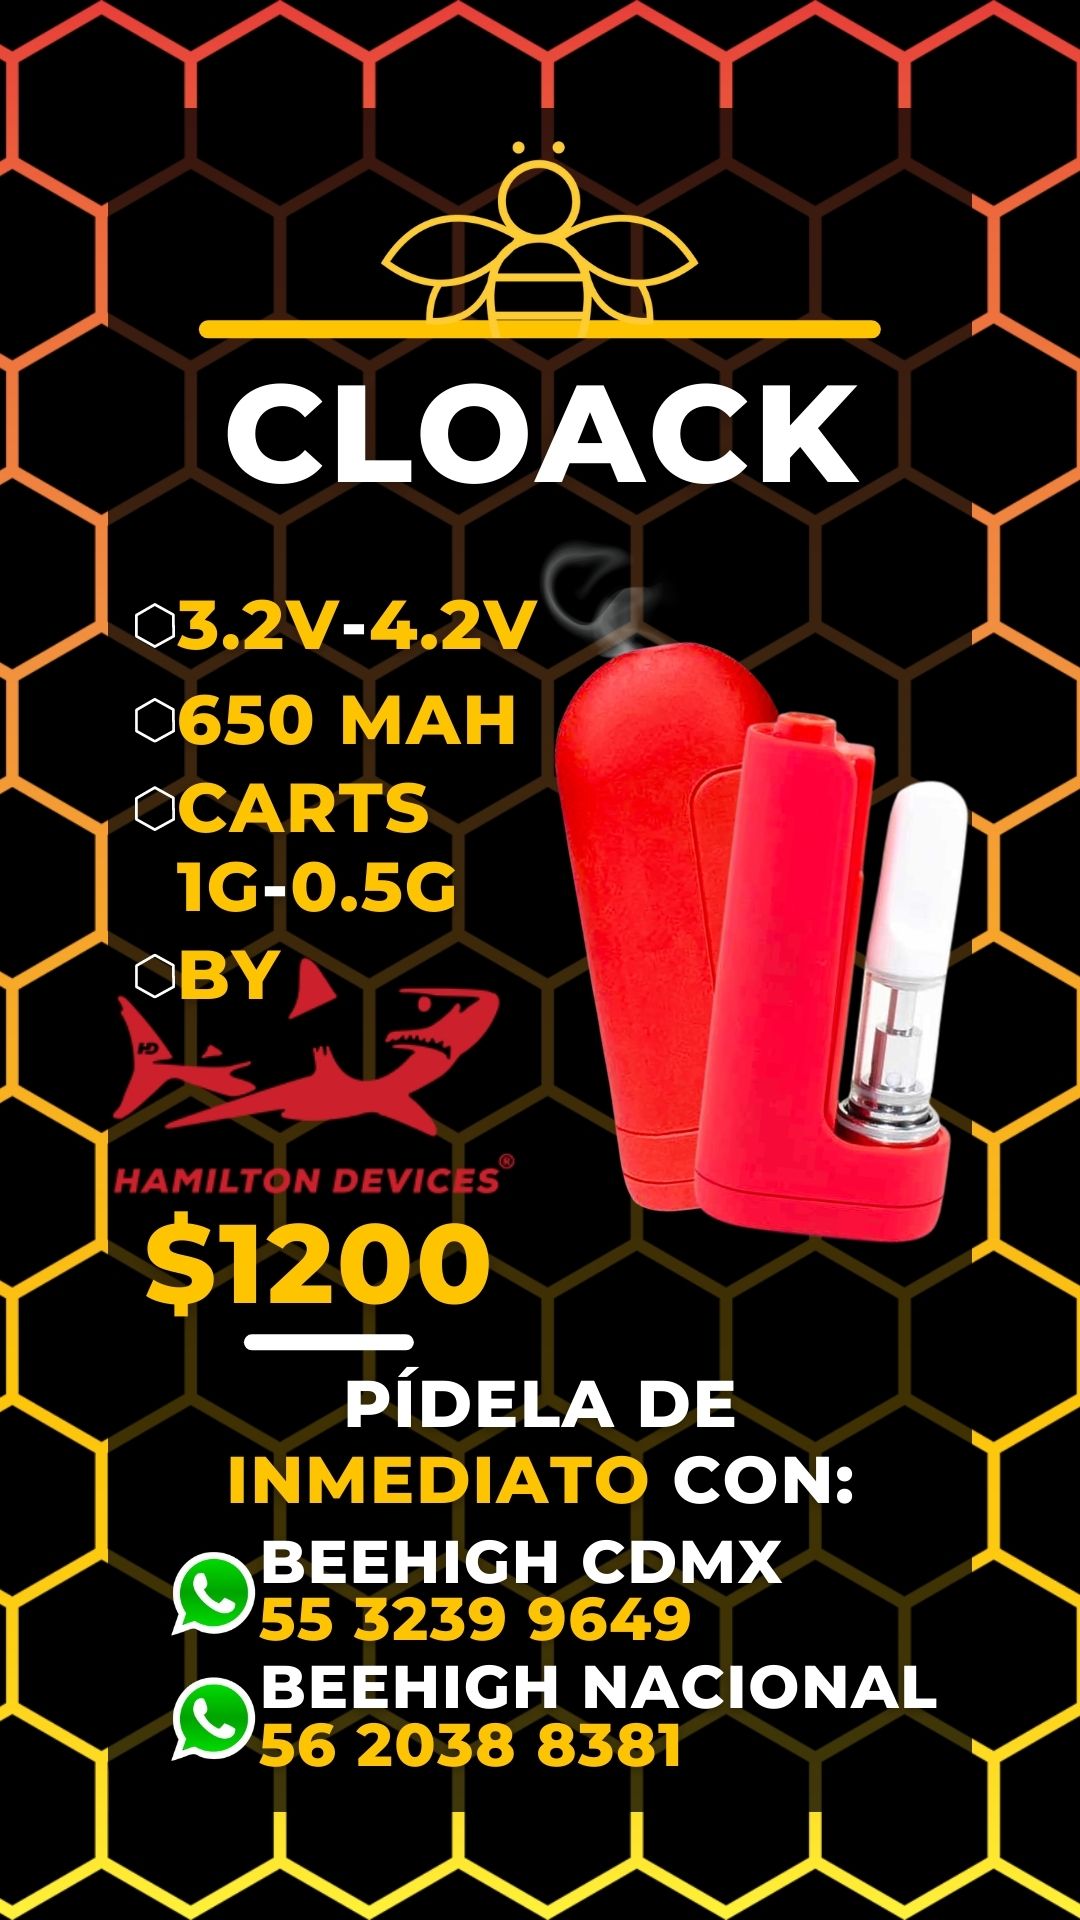 CLOACK
3.2V-4.2V
650 MAH
CARTS
1G-0.5G
BY
HD
HAMILTON DEVICES®
$1200
PÍDELA DE
INMEDIATO CON:
BEEHIGH CDMX
55 3239 9649
BEEHIGH NACIONAL
56 2038 8381